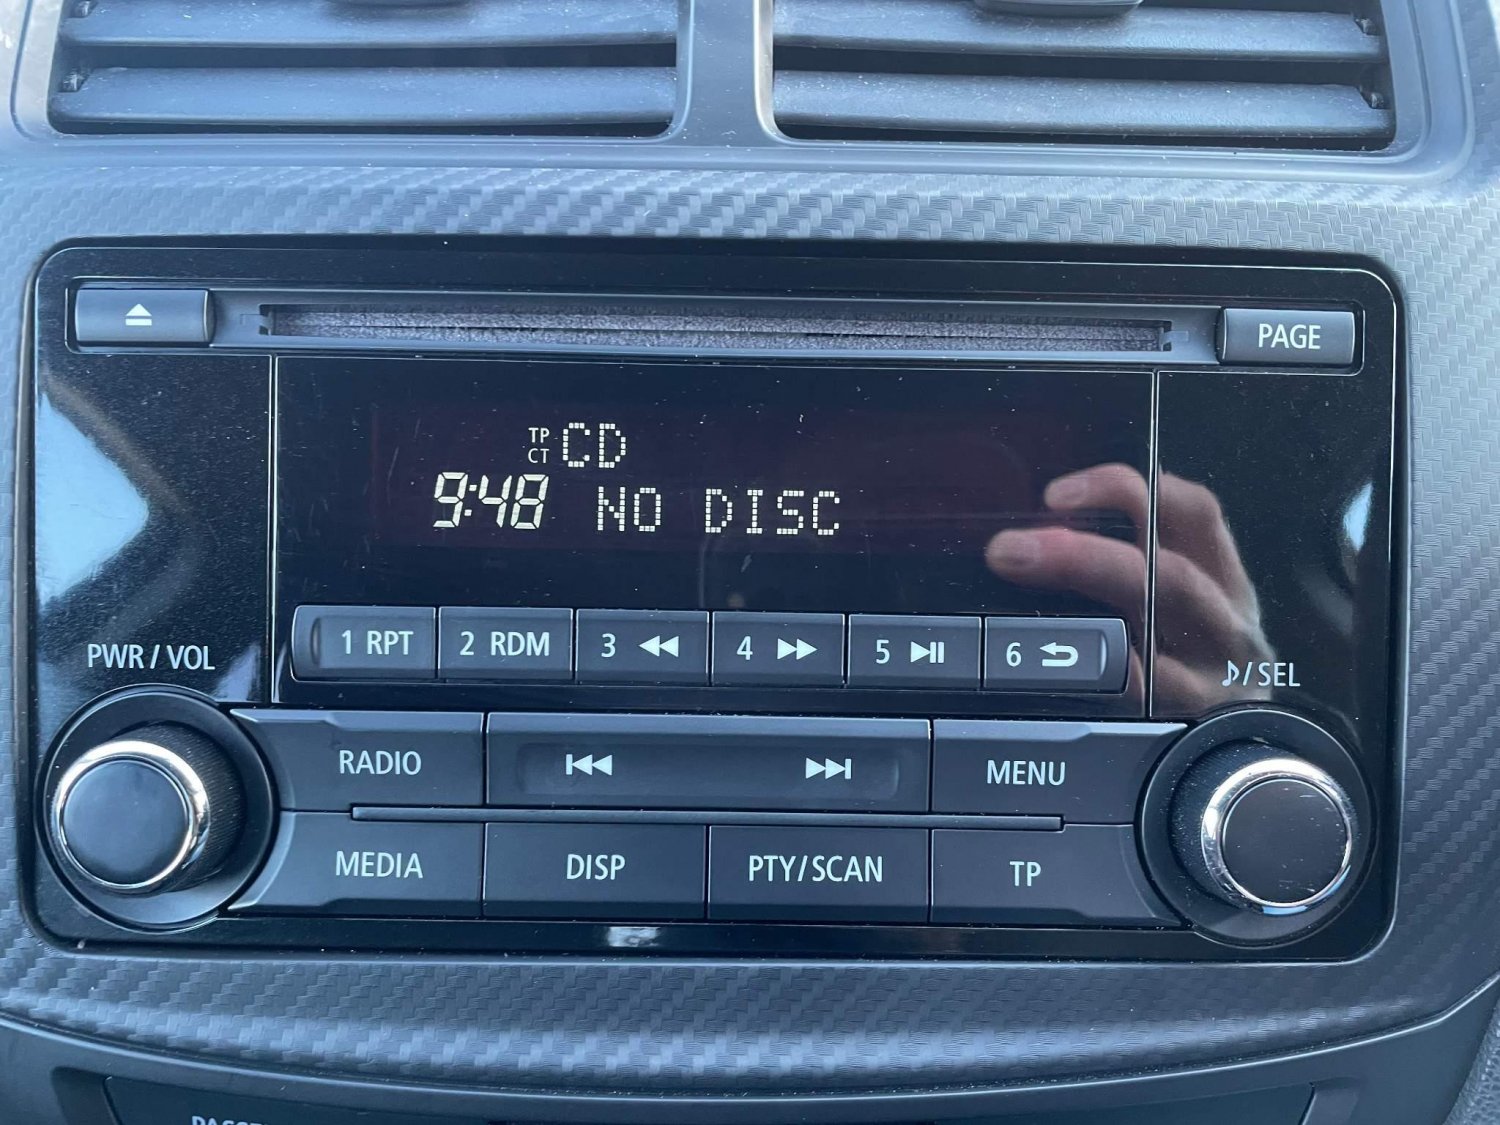 PAGE
TP
CD
CT
9:48 NO DISC
1 RPT
2 RDM
3
4
5
6
PWR / VOL
♪/SEL
RADIO
MENU
MEDIA
DISP
PTY/SCAN
TP